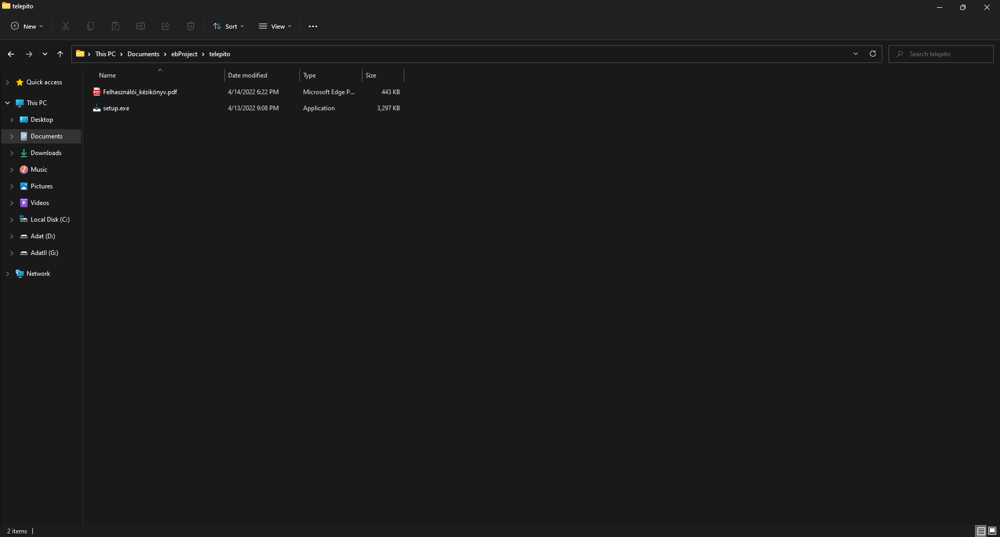 telepito
New
Sort
View
This PC
Documents
ebProject
telepito
Search telepito
Name
Date modified
Type
Size
Felhasználói_kézikönyv.pdf
4/14/2022 6:22 PM
Microsoft Edge P...
443 KB
setup.exe
4/13/2022 9:08 PM
Application
3,297 KB
Quick access
This PC
Desktop
Documents
Downloads
Music
Pictures
Videos
Local Disk (C:)
Adat (D:)
AdatII (G:)
Network
2 items